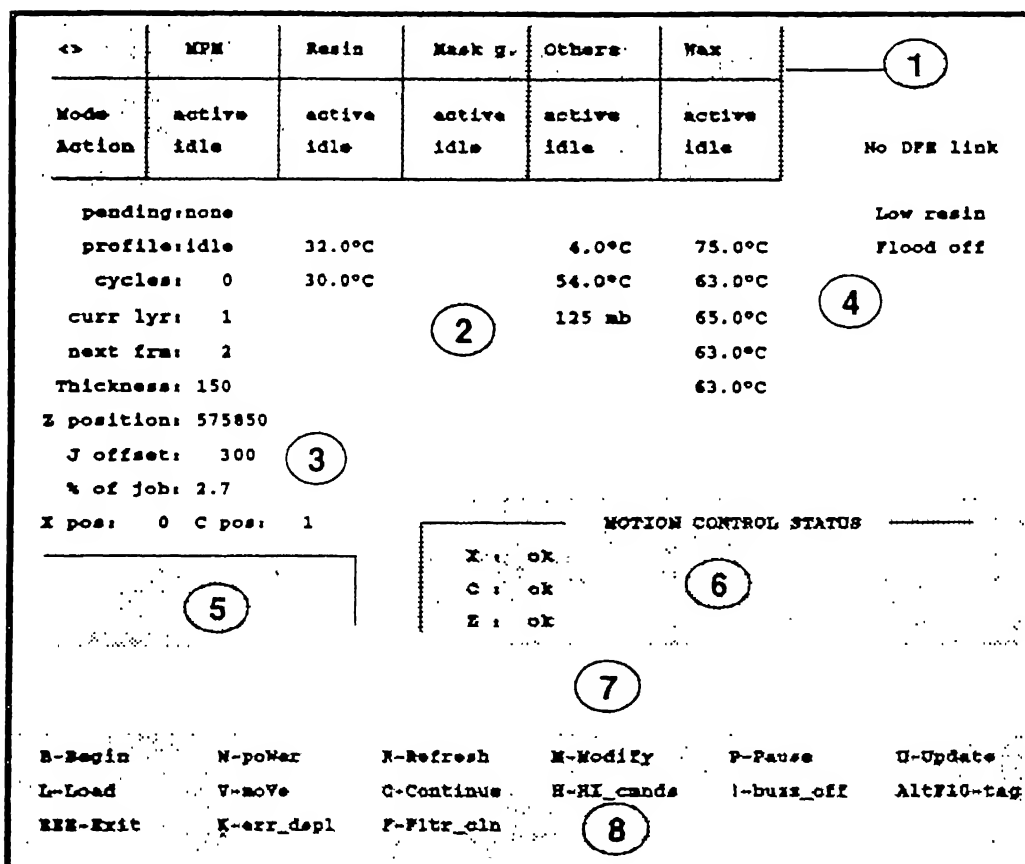 <> MPM Resin Mask g. Others Wax
1
Mode active active active active active
Action idle idle idle idle idle No DFE link
pending:none Low resin
profile:idle 32.0°C 4.0°C 75.0°C Flood off
cycles: 0 30.0°C 54.0°C 63.0°C 4
curr lyr: 1 2 125 mb 65.0°C
next frm: 2 63.0°C
Thickness: 150 63.0°C
Z position: 575850
J offset: 300 3
% of job: 2.7
X pos: 0 C pos: 1 MOTION CONTROL STATUS
X : ok
5 C : ok 6
Z : ok
7
B-Begin W-poWer R-Refresh M-Modify P-Pause U-Update
L-Load V-moVe C-Continue H-HI_cmds !-buzz_off AltF10-tag
-Exit K-err_dspl F-Fltr_cln 8